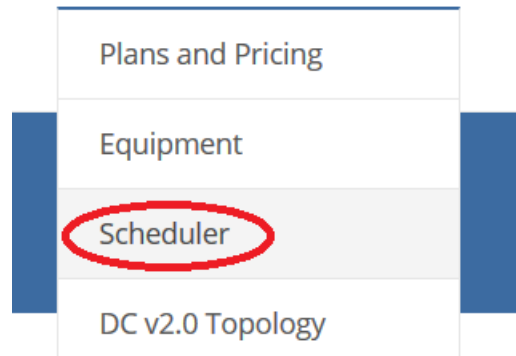 Plans and Pricing
Equipment
Scheduler
DC v2.0 Topology